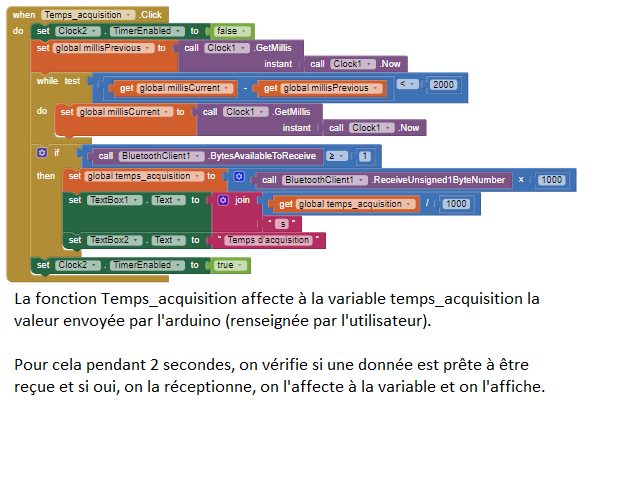 when Temps_acquisition .Click
do set Clock2 . TimerEnabled to false
set global millisPrevious to call Clock1 .GetMillis
instant call Clock1 .Now
while test get global millisCurrent - get global millisPrevious < 2000
do set global millisCurrent to call Clock1 .GetMillis
instant call Clock1 .Now
if call BluetoothClient1 .BytesAvailableToReceive ≥ 1
then set global temps_acquisition to call BluetoothClient1 .ReceiveUnsigned1ByteNumber × 1000
set TextBox1 . Text to join get global temps_acquisition / 1000
" s "
set TextBox2 . Text to " Temps d'acquisition "
set Clock2 . TimerEnabled to true
La fonction Temps_acquisition affecte à la variable temps_acquisition la
valeur envoyée par l'arduino (renseignée par l'utilisateur).
Pour cela pendant 2 secondes, on vérifie si une donnée est prête à être
reçue et si oui, on la réceptionne, on l'affecte à la variable et on l'affiche.